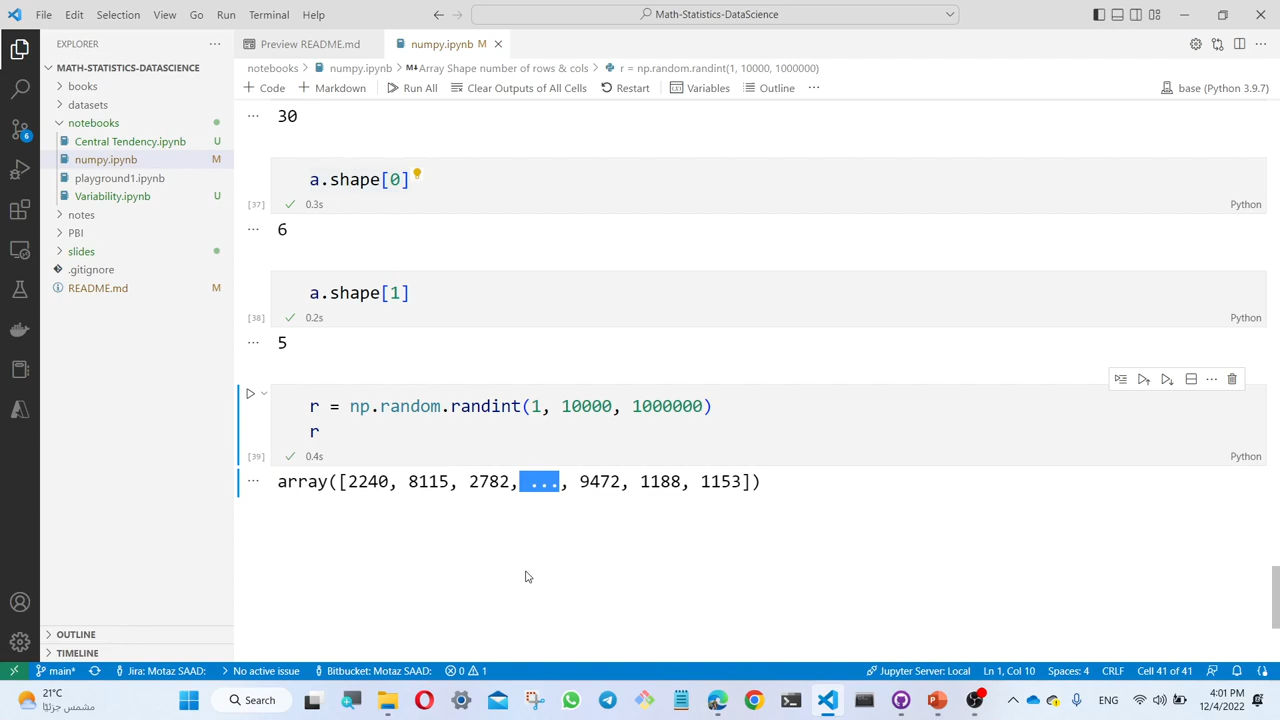 File Edit Selection View Go Run Terminal Help
Math-Statistics-DataScience
EXPLORER
MATH-STATISTICS-DATASCIENCE
books
datasets
notebooks
Central Tendency.ipynb U
numpy.ipynb M
playground1.ipynb
Variability.ipynb U
notes
PBI
slides
.gitignore
README.md M
OUTLINE
TIMELINE
6
Preview README.md
numpy.ipynb M
notebooks > numpy.ipynb > M↓Array Shape number of rows & cols > r = np.random.randint(1, 10000, 1000000)
+ Code + Markdown Run All Clear Outputs of All Cells Restart Variables Outline ... base (Python 3.9.7)
... 30
a.shape[0]
[37] 0.3s Python
... 6
a.shape[1]
[38] 0.2s Python
... 5
r = np.random.randint(1, 10000, 1000000)
r
[39] 0.4s Python
... array([2240, 8115, 2782, ..., 9472, 1188, 1153])
main* Jira: Motaz SAAD: No active issue Bitbucket: Motaz SAAD: 0 1 Jupyter Server: Local Ln 1, Col 10 Spaces: 4 CRLF Cell 41 of 41
21°C
مشمس جزئيًا
Search
ENG
4:01 PM
12/4/2022